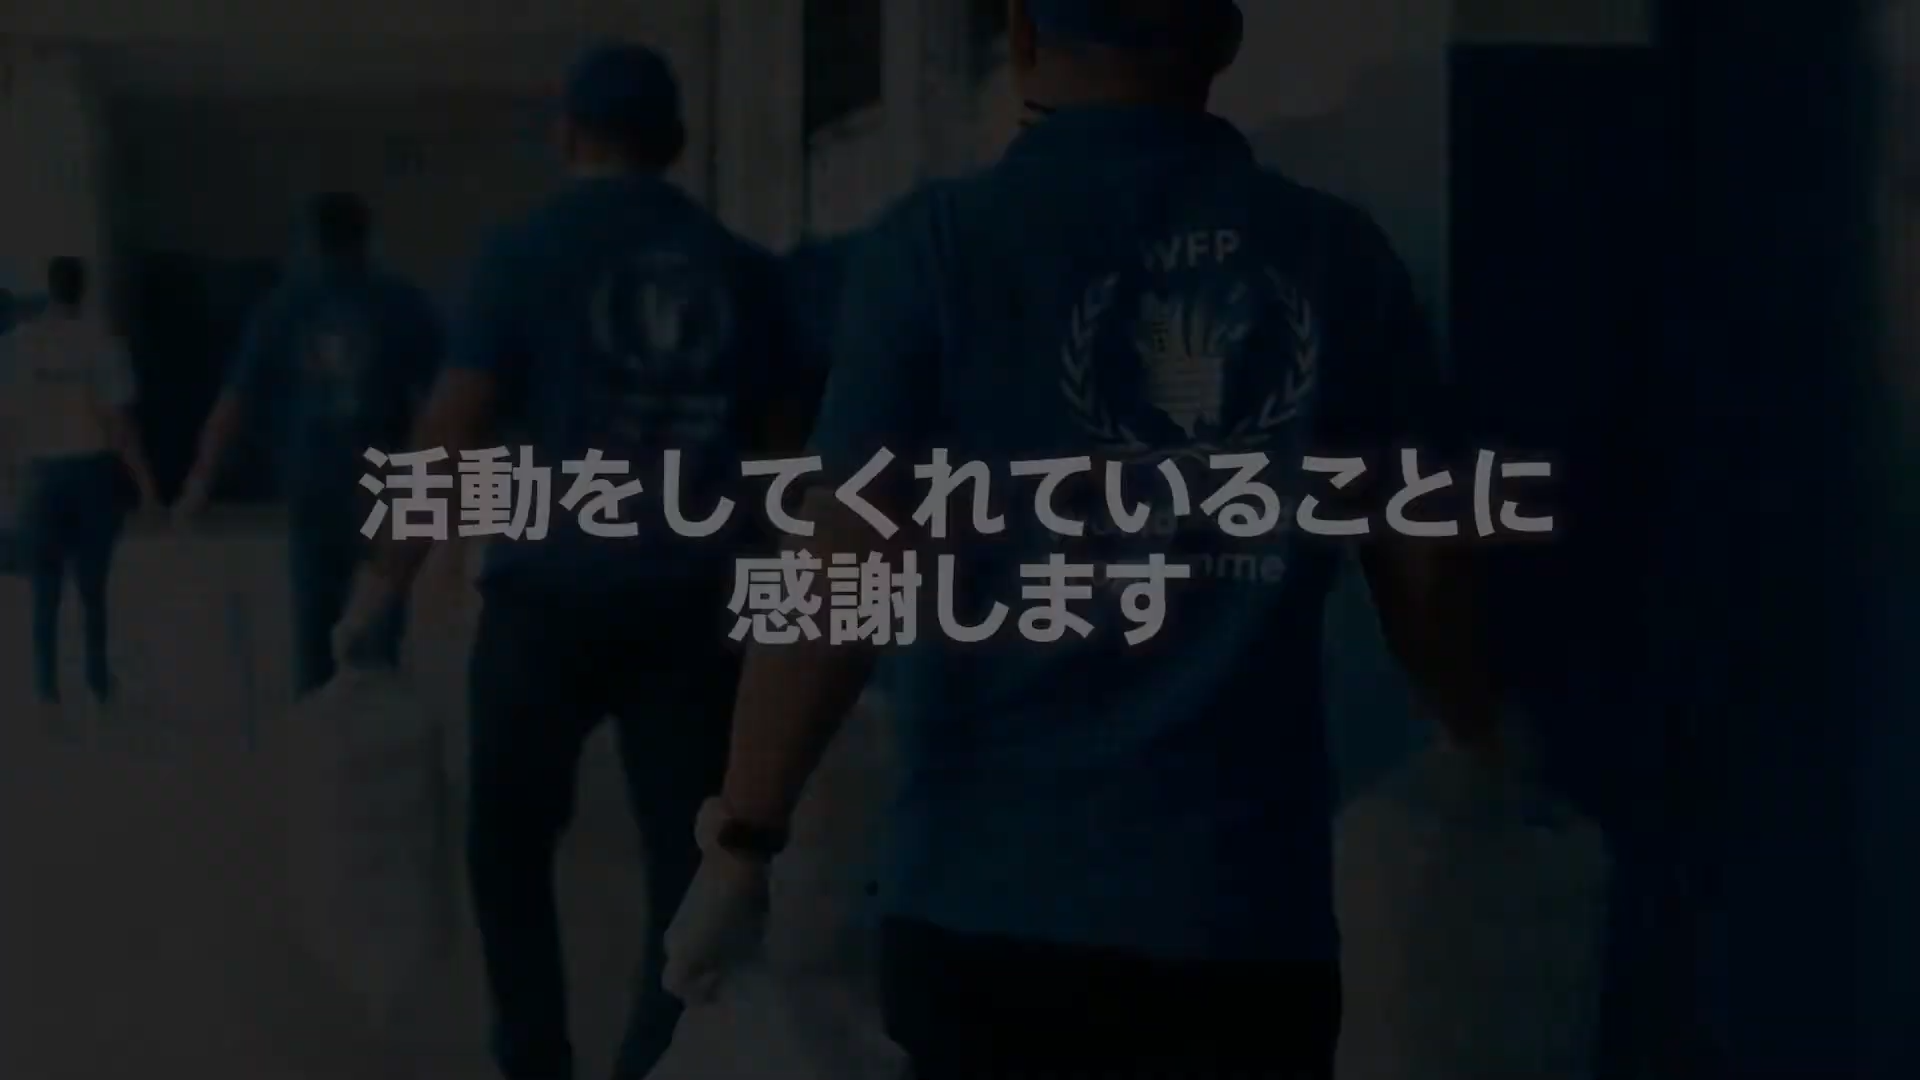 WFP
活動をしてくれていることに
感謝します